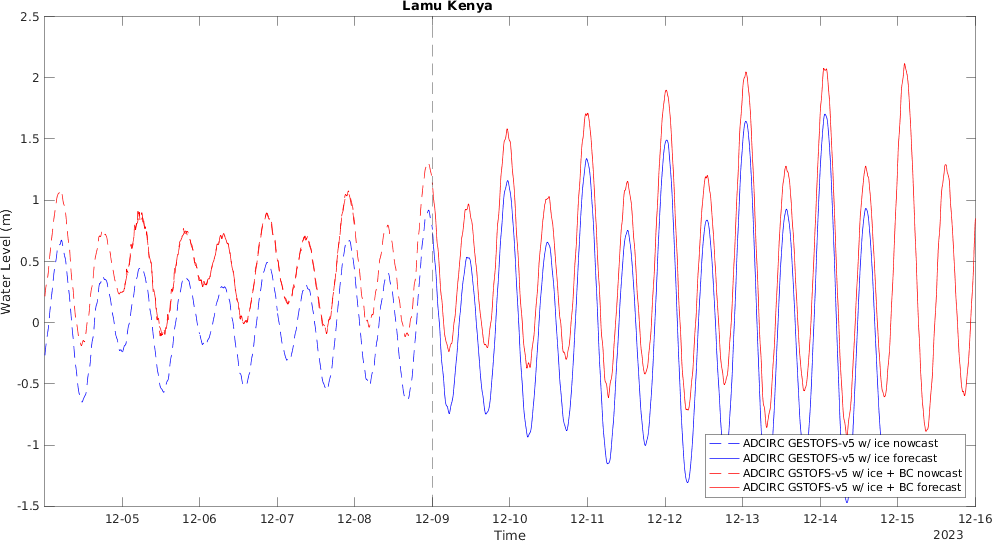 Lamu Kenya
Water Level (m)
2.5
2
1.5
1
0.5
0
-0.5
-1
-1.5
ADCIRC GESTOFS-v5 w/ ice nowcast
ADCIRC GESTOFS-v5 w/ ice forecast
ADCIRC GSTOFS-v5 w/ ice + BC nowcast
ADCIRC GSTOFS-v5 w/ ice + BC forecast
12-05 12-06 12-07 12-08 12-09 12-10 12-11 12-12 12-13 12-14 12-15 12-16
Time
2023